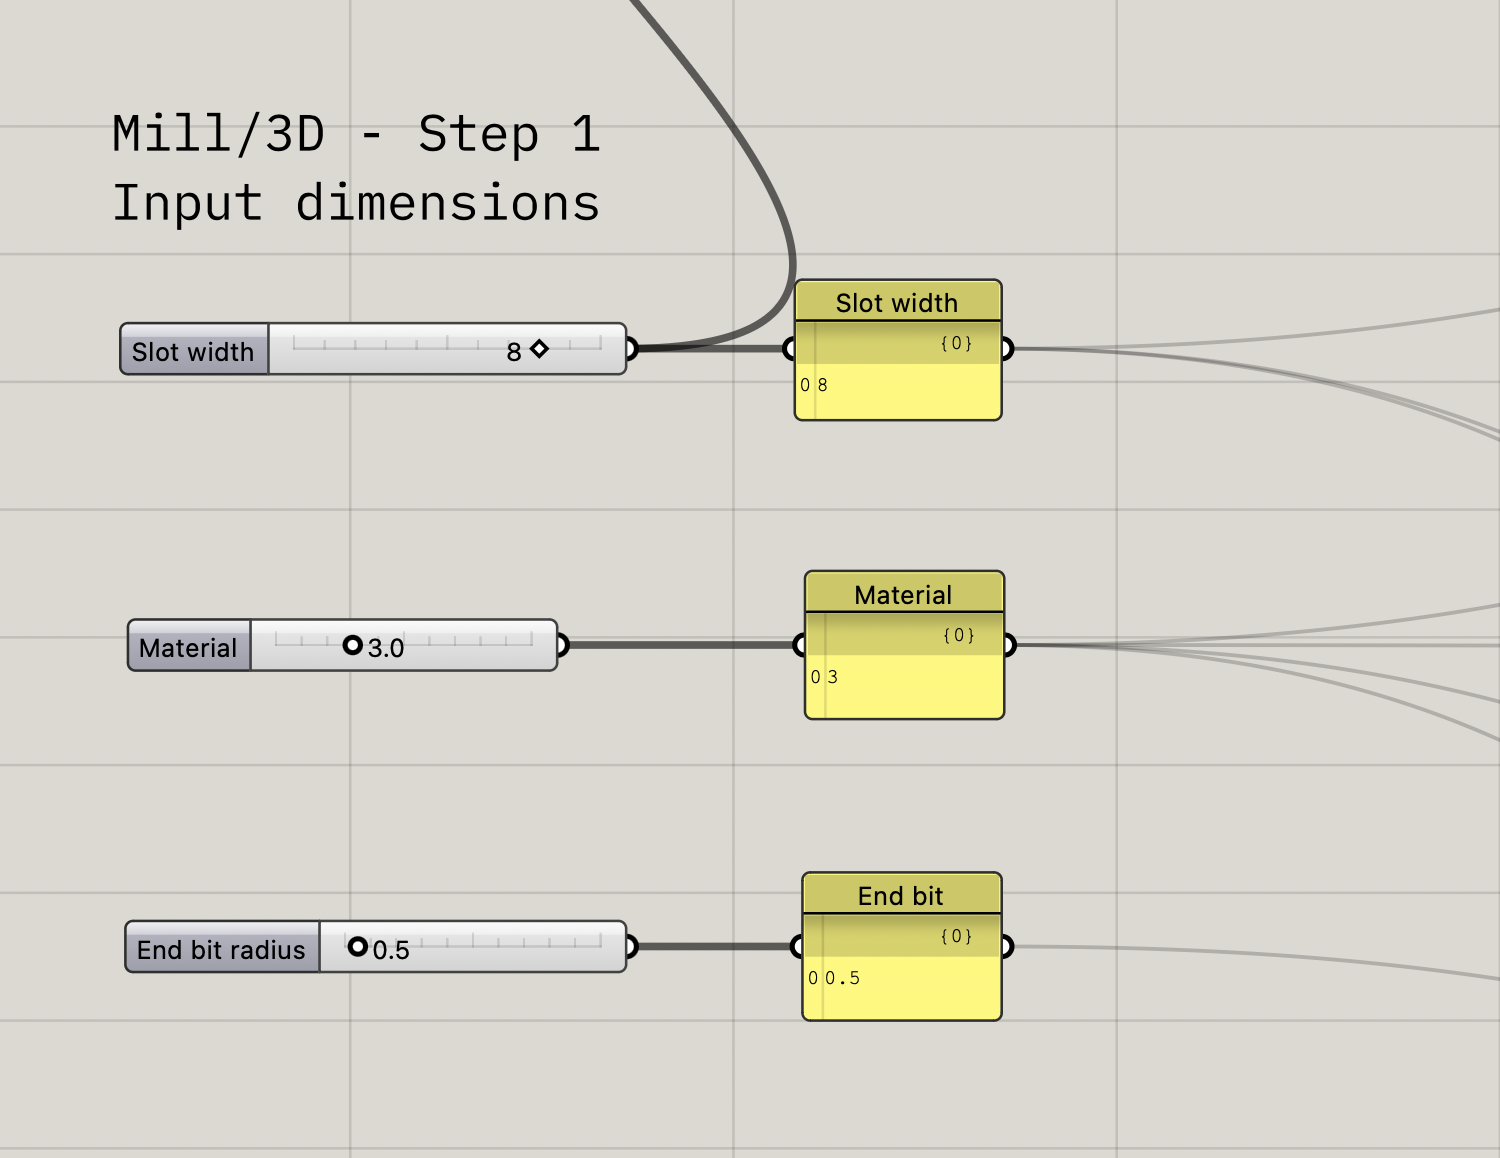 Mill/3D - Step 1
Input dimensions
Slot width
8
Slot width
{0}
0 8
Material
3.0
Material
{0}
0 3
End bit radius
0.5
End bit
{0}
0 0.5